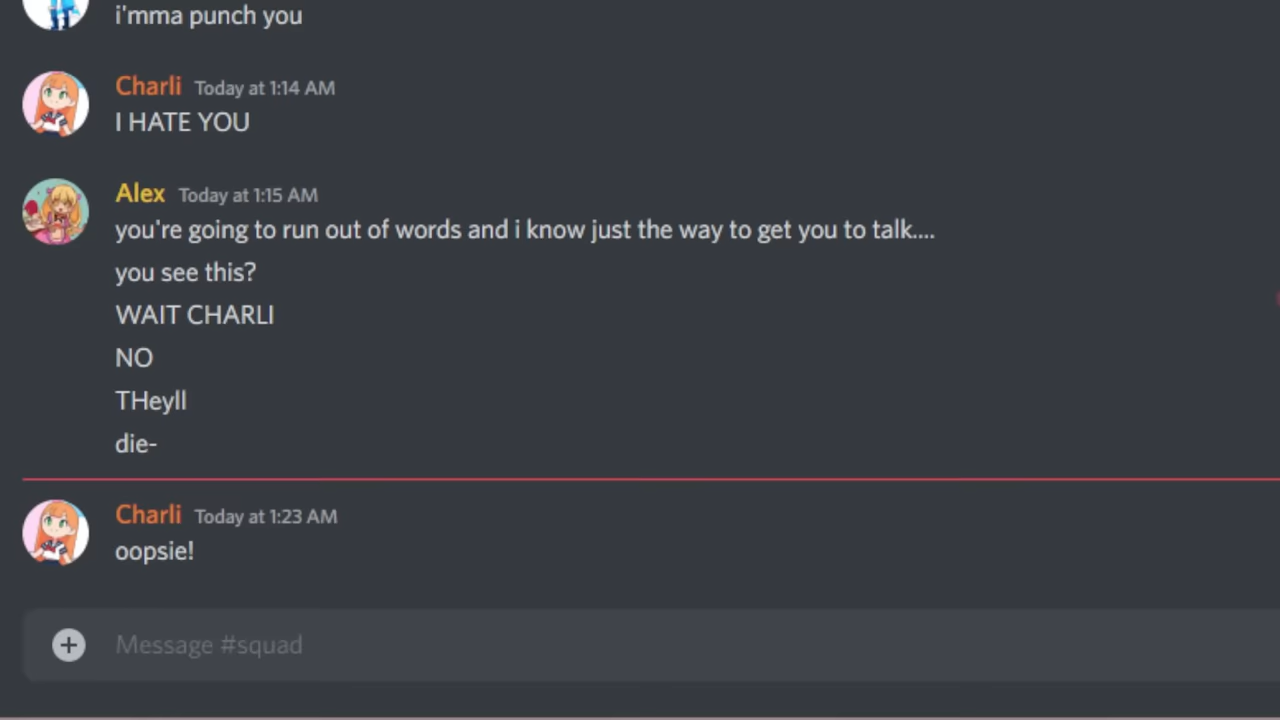 i'mma punch you
Charli Today at 1:14 AM
I HATE YOU
Alex Today at 1:15 AM
you're going to run out of words and i know just the way to get you to talk....
you see this?
WAIT CHARLI
NO
THeyll
die-
Charli Today at 1:23 AM
oopsie!
Message #squad